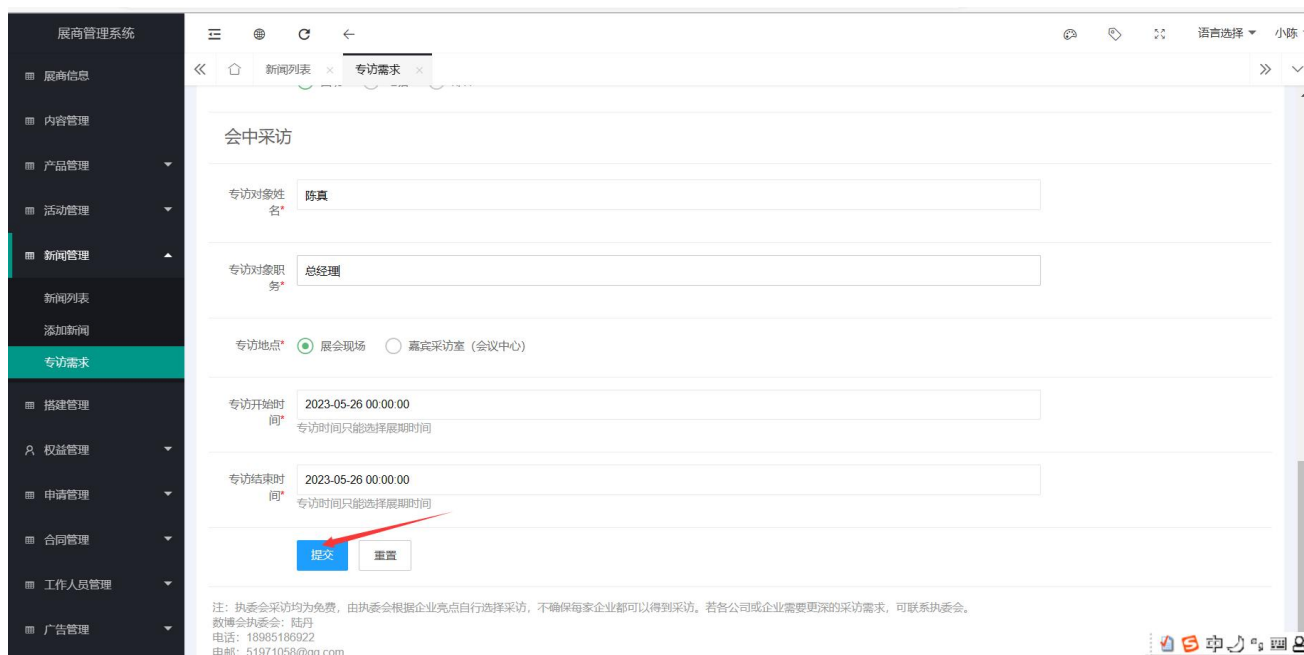 展商管理系统
语言选择
小陈
新闻列表
专访需求
展商信息
内容管理
产品管理
活动管理
新闻管理
新闻列表
添加新闻
专访需求
搭建管理
权益管理
申请管理
合同管理
工作人员管理
广告管理
会中采访
专访对象姓
名*
陈真
专访对象职
务*
总经理
专访地点*
展会现场
嘉宾采访室（会议中心）
专访开始时
间*
2023-05-26 00:00:00
专访时间只能选择展期时间
专访结束时
间*
2023-05-26 00:00:00
专访时间只能选择展期时间
提交
重置
注：执委会采访均为免费，由执委会根据企业亮点自行选择采访，不确保每家企业都可以得到采访。若各公司或企业需要更深的采访需求，可联系执委会。
数博会执委会：陆丹
电话：18985186922
电邮：51971058@qq.com
中